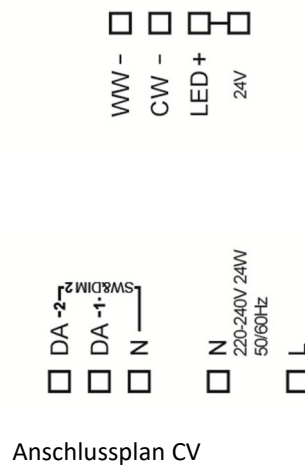 WW -
CW -
LED +
24V
DA -2-
DA -1-
N
SW&DIM 2
N
220-240V 24W
50/60Hz
L
Anschlussplan CV